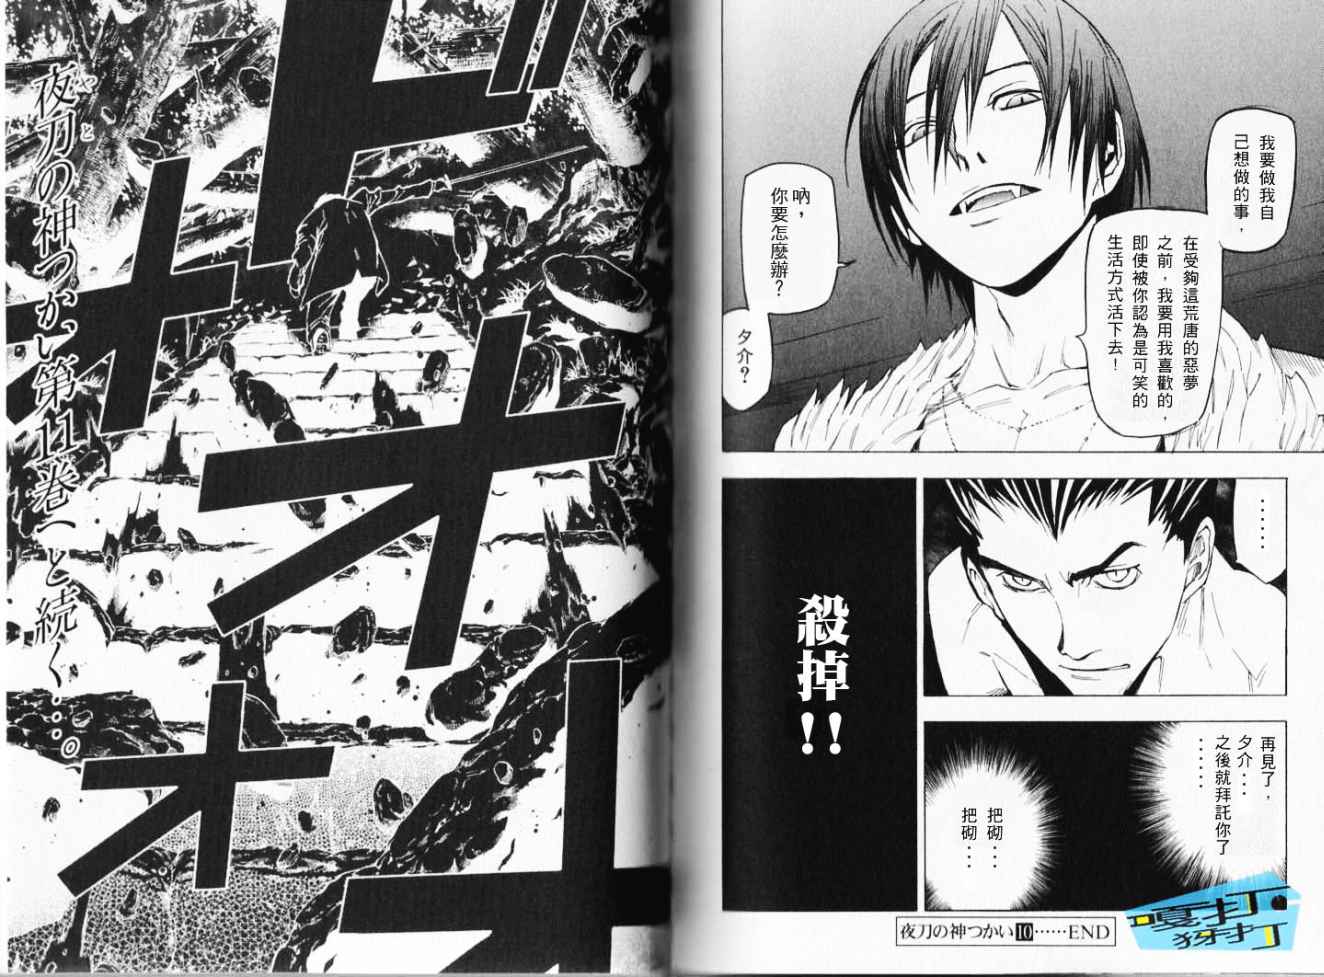 我要做我自
己想做的事，
在受夠這荒唐的惡夢
之前，我要用我喜歡的，
即使被你認為是可笑的
生活方式活下去！
吶，
你要怎麼辦？
夕介？
......
再見了，
夕介...
之後就拜託你了
......
把砌...
把砌...
殺掉!!
夜刀の神つかい10……END
嘎打
犽打
オオオオ
やと
夜刀の神つかい第11巻へと続く……。